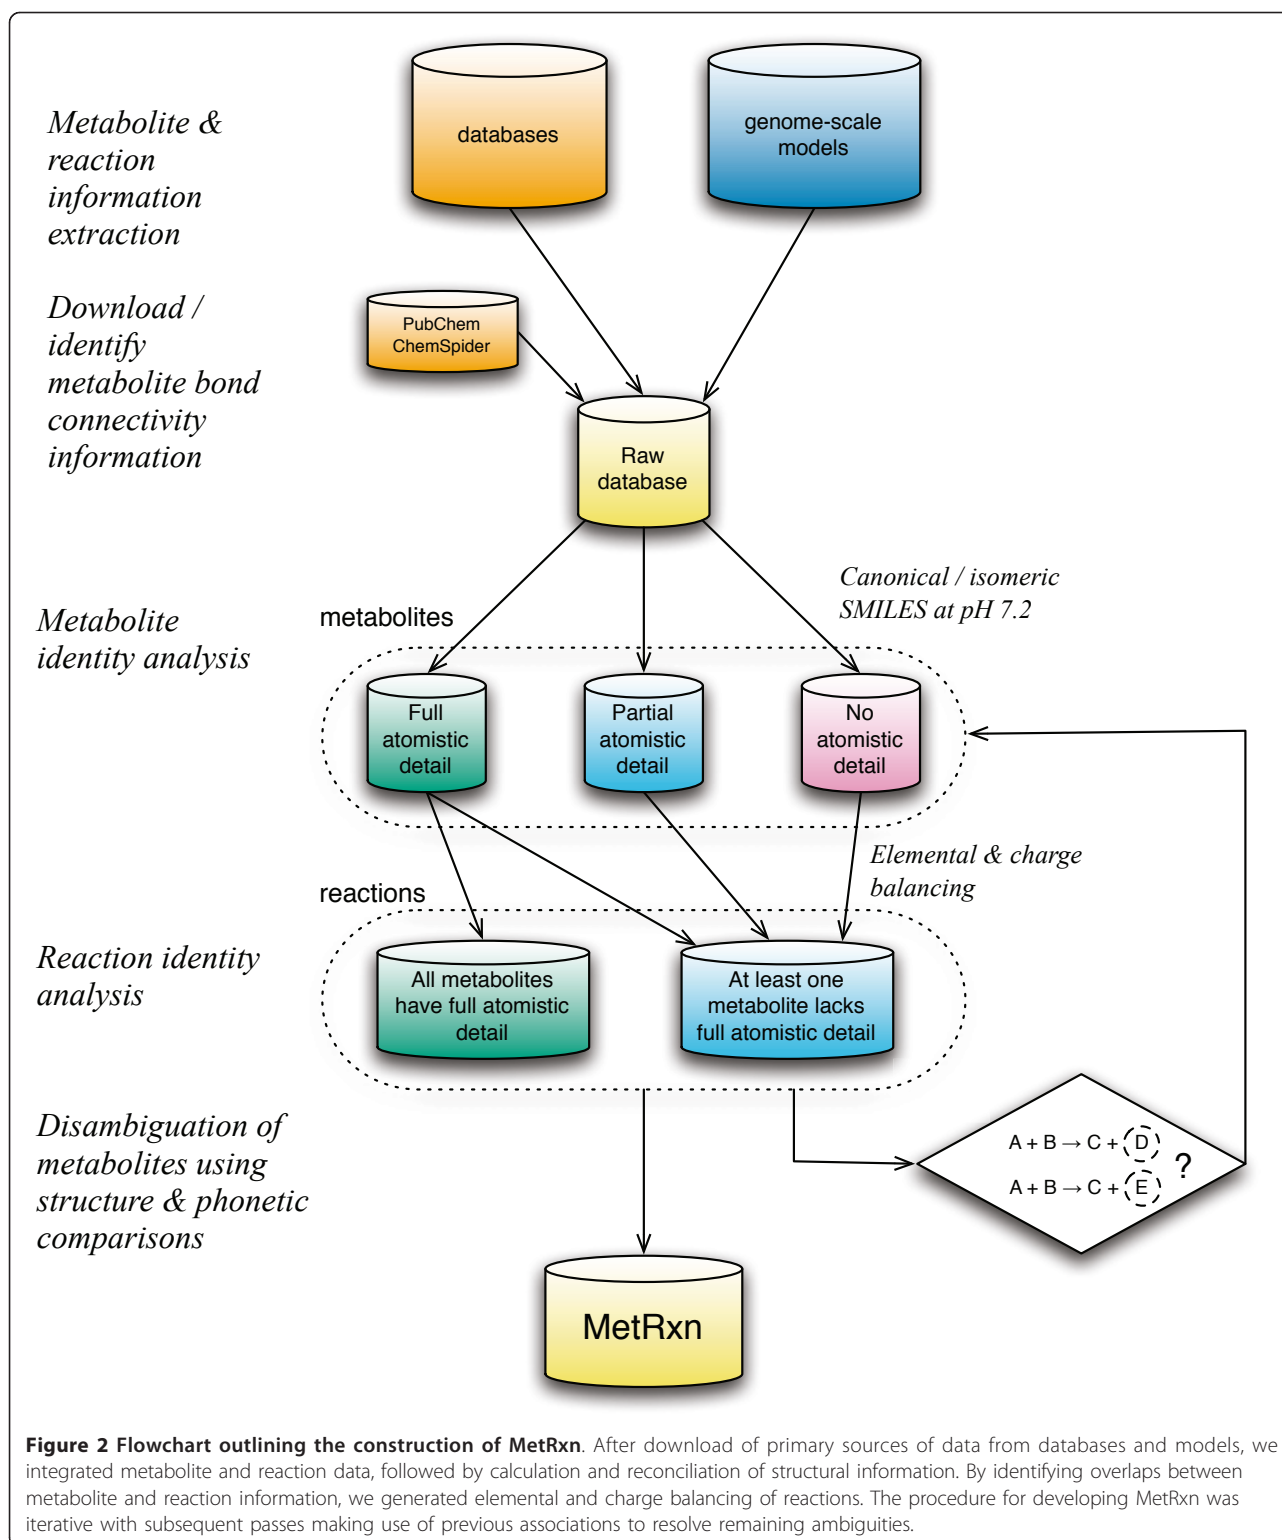 Metabolite &
reaction
information
extraction
databases
genome-scale
models
Download /
identify
metabolite bond
connectivity
information
PubChem
ChemSpider
Raw
database
Canonical / isomeric
SMILES at pH 7.2
Metabolite
identity analysis
metabolites
Full
atomistic
detail
Partial
atomistic
detail
No
atomistic
detail
Elemental & charge
balancing
reactions
Reaction identity
analysis
All metabolites
have full atomistic
detail
At least one
metabolite lacks
full atomistic detail
Disambiguation of
metabolites using
structure & phonetic
comparisons
A + B → C + D
A + B → C + E
?
MetRxn
Figure 2 Flowchart outlining the construction of MetRxn. After download of primary sources of data from databases and models, we
integrated metabolite and reaction data, followed by calculation and reconciliation of structural information. By identifying overlaps between
metabolite and reaction information, we generated elemental and charge balancing of reactions. The procedure for developing MetRxn was
iterative with subsequent passes making use of previous associations to resolve remaining ambiguities.